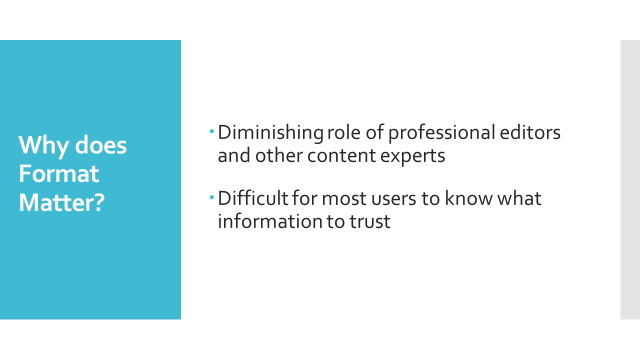 Why does
Format
Matter?
• Diminishing role of professional editors
and other content experts
• Difficult for most users to know what
information to trust